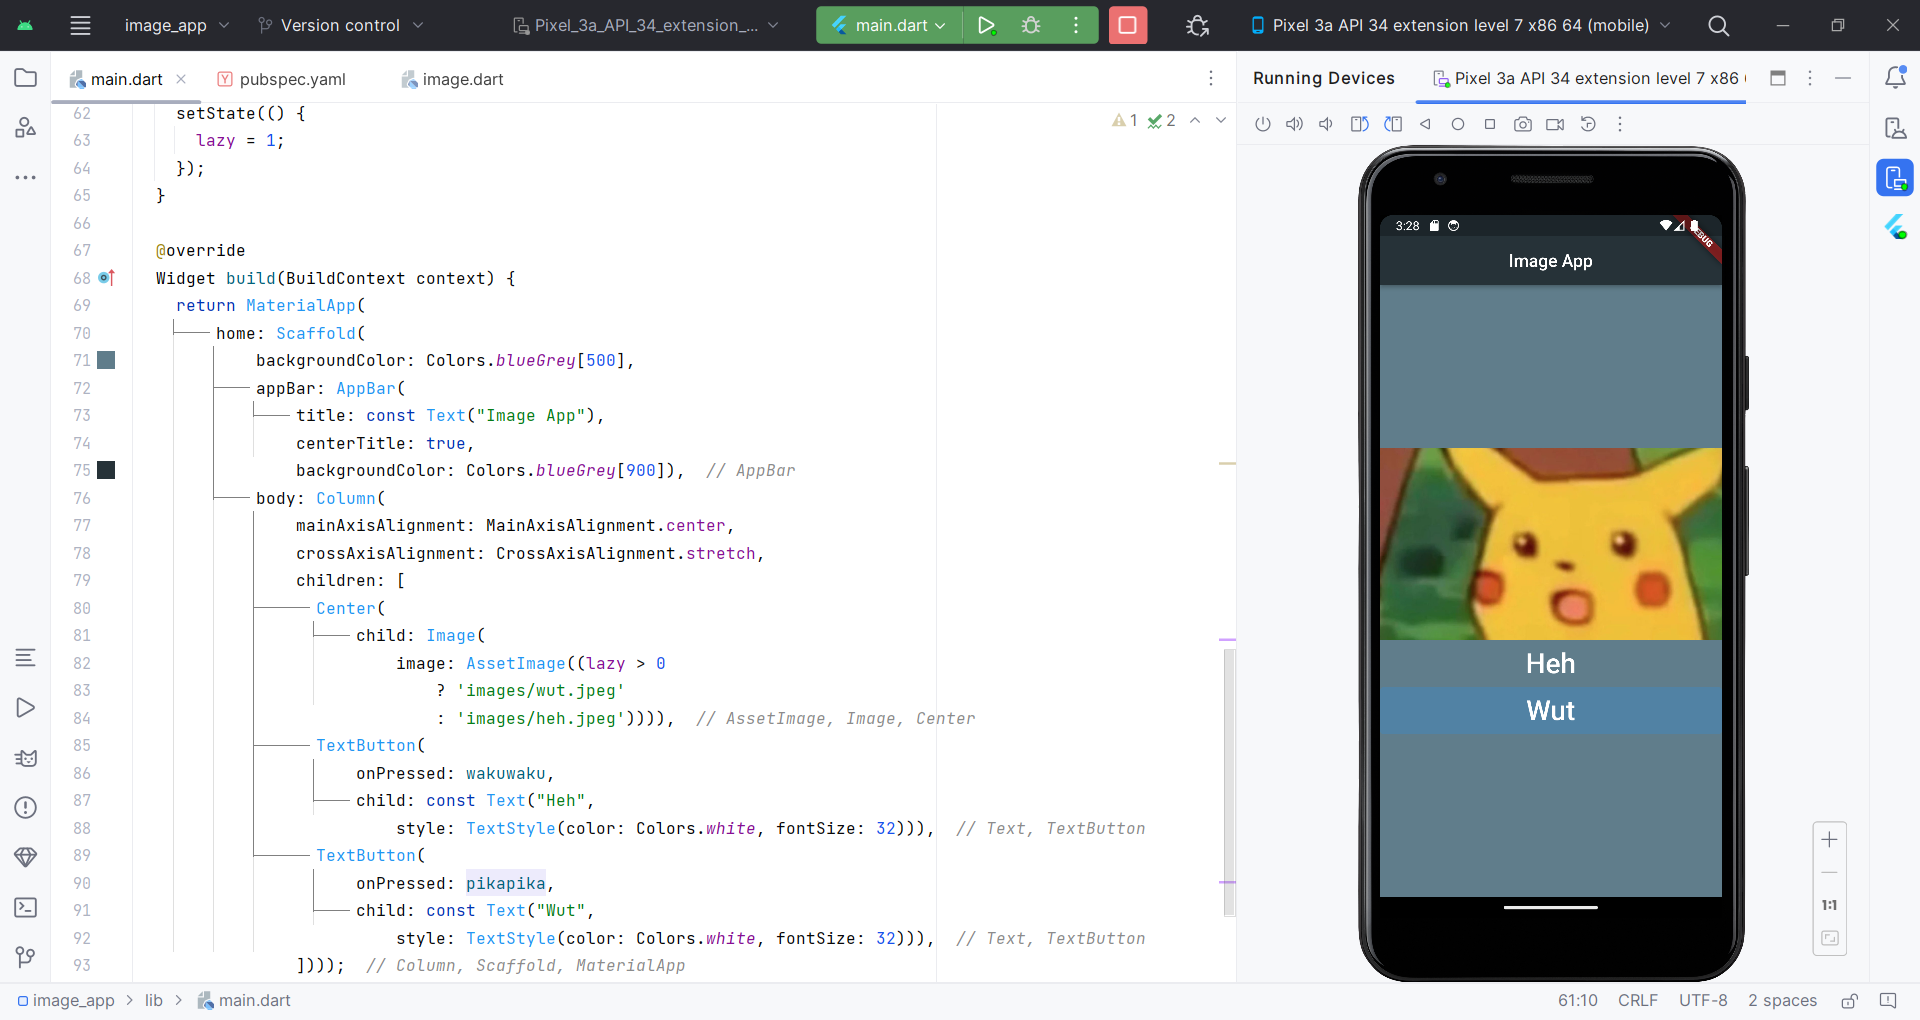 image_app
Version control
Pixel_3a_API_34_extension_...
main.dart
Pixel 3a API 34 extension level 7 x86 64 (mobile)
main.dart
pubspec.yaml
image.dart
Running Devices
Pixel 3a API 34 extension level 7 x86
1 2
62 setState(() {
63 lazy = 1;
64 });
65 }
66
67 @override
68 Widget build(BuildContext context) {
69 return MaterialApp(
70 home: Scaffold(
71 backgroundColor: Colors.blueGrey[500],
72 appBar: AppBar(
73 title: const Text("Image App"),
74 centerTitle: true,
75 backgroundColor: Colors.blueGrey[900]), // AppBar
76 body: Column(
77 mainAxisAlignment: MainAxisAlignment.center,
78 crossAxisAlignment: CrossAxisAlignment.stretch,
79 children: [
80 Center(
81 child: Image(
82 image: AssetImage((lazy > 0
83 ? 'images/wut.jpeg'
84 : 'images/heh.jpeg')))), // AssetImage, Image, Center
85 TextButton(
86 onPressed: wakuwaku,
87 child: const Text("Heh",
88 style: TextStyle(color: Colors.white, fontSize: 32))), // Text, TextButton
89 TextButton(
90 onPressed: pikapika,
91 child: const Text("Wut",
92 style: TextStyle(color: Colors.white, fontSize: 32))), // Text, TextButton
93 ]))); // Column, Scaffold, MaterialApp
3:28
DEBUG
Image App
Heh
Wut
1:1
image_app > lib > main.dart
61:10 CRLF UTF-8 2 spaces